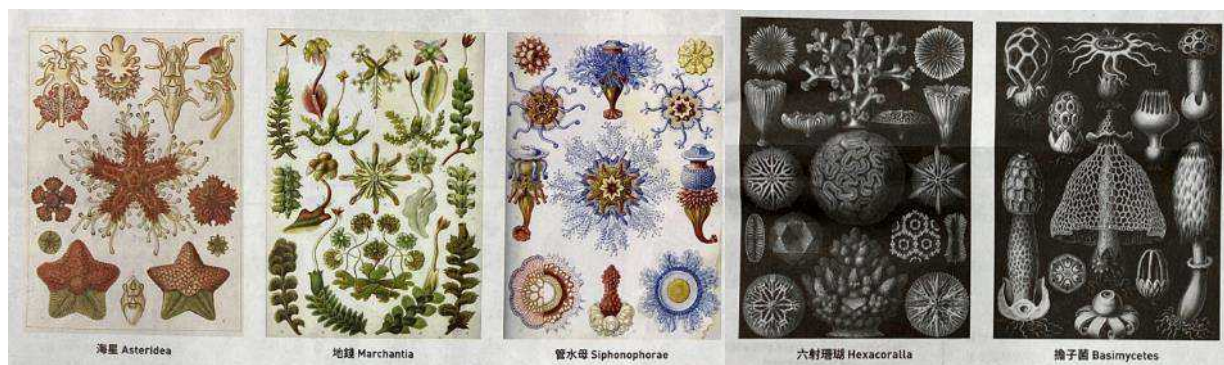 海星 Asteridea
地錢 Marchantia
管水母 Siphonophorae
六射珊瑚 Hexacoralla
擔子菌 Basimycetes